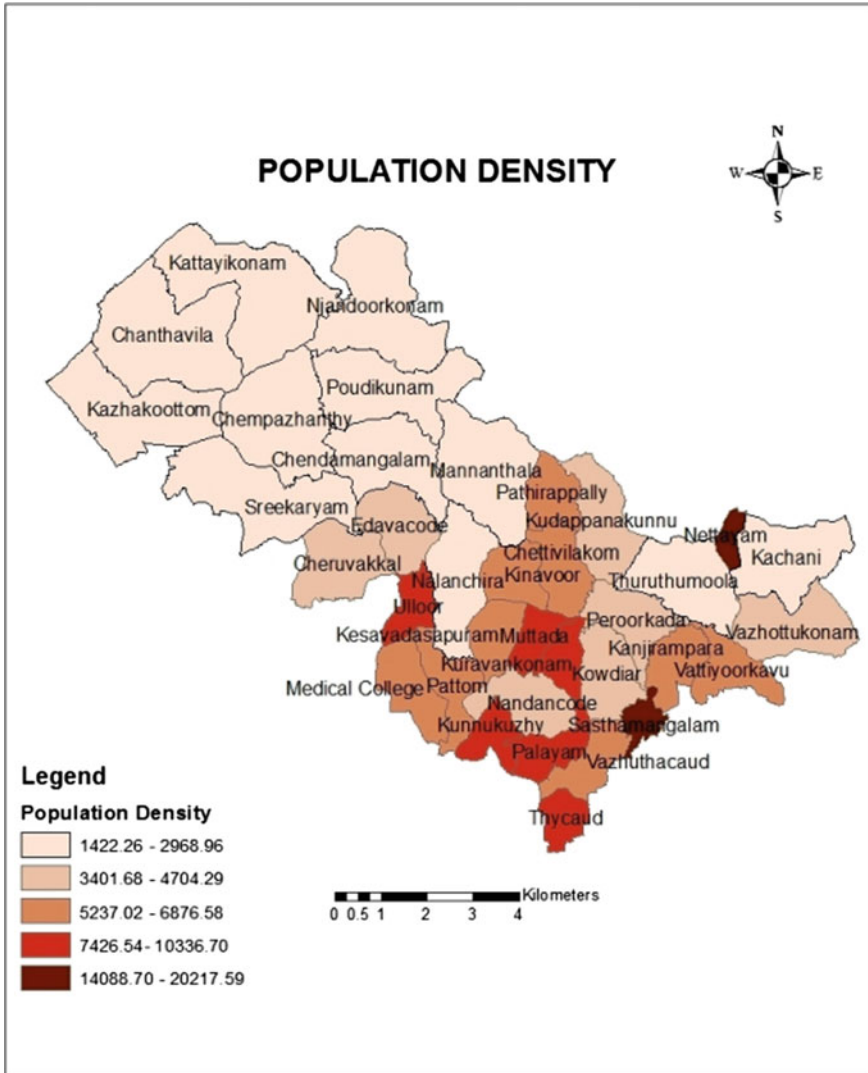 N
POPULATION DENSITY
W E
S
Kattayikonam
Njandoorkonam
Chanthavila
Poudikunam
Kazhakoottom
Chempazhanthy
Chendamangalam
Mannanthala
Pathirappally
Sreekaryam
Edavacode
Kudappanakunnu
Nettayam
Chettivilakom
Kachani
Cheruvakkal
Nalanchira
Kinavoor
Thuruthumoola
Ulloor
Peroorkada
Vazhottukonam
Kesavadasapuram
Muttada
Kanjirampara
Kuravankonam
Kowdiar
Vattiyoorkavu
Medical College
Pattom
Nandancode
Kunnukuzhy
Sasthamangalam
Palayam
Vazhuthacaud
Thycaud
Legend
Population Density
1422.26 - 2968.96
3401.68 - 4704.29
5237.02 - 6876.58
7426.54 - 10336.70
14088.70 - 20217.59
Kilometers
0 0.5 1 2 3 4